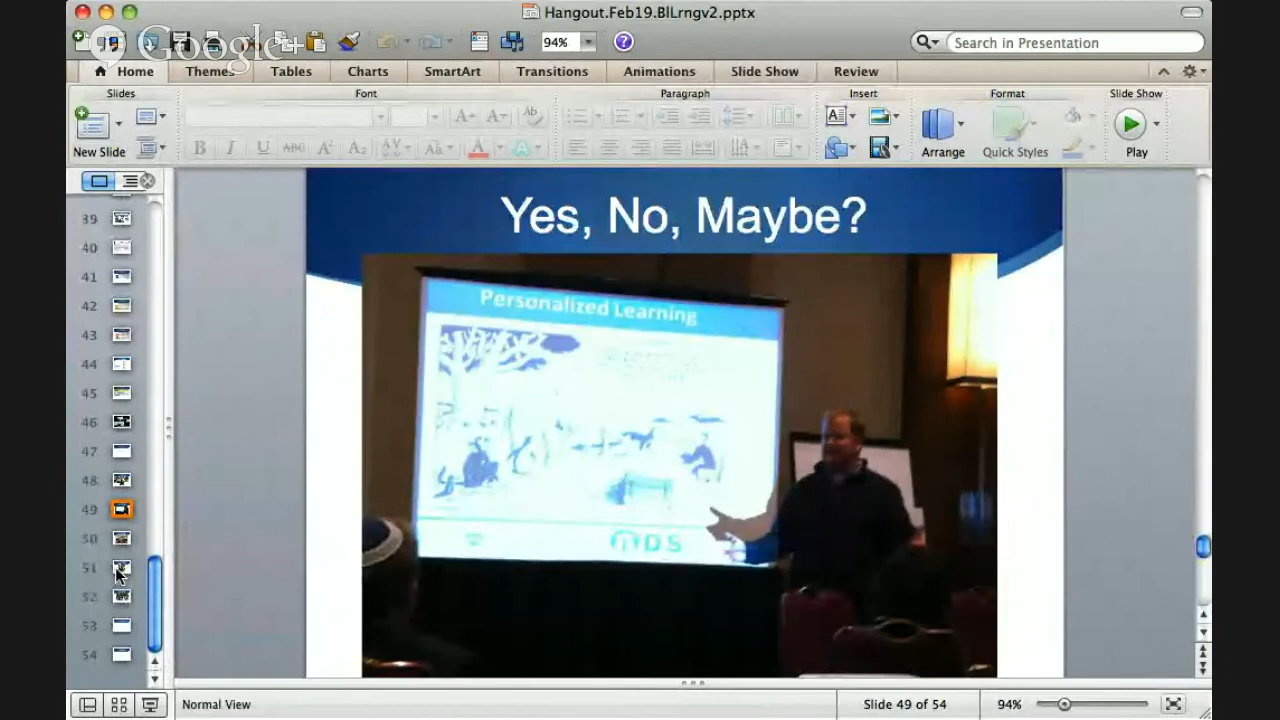 Hangout.Feb19.BlLrngv2.pptx
Google+
94%
Search in Presentation
Home Themes Tables Charts SmartArt Transitions Animations Slide Show Review
Slides Font Paragraph Insert Format Slide Show
New Slide
Arrange Quick Styles Play
Yes, No, Maybe?
Personalized Learning
DS
39
40
41
42
43
44
45
46
47
48
49
50
51
52
53
54
Normal View Slide 49 of 54 94%